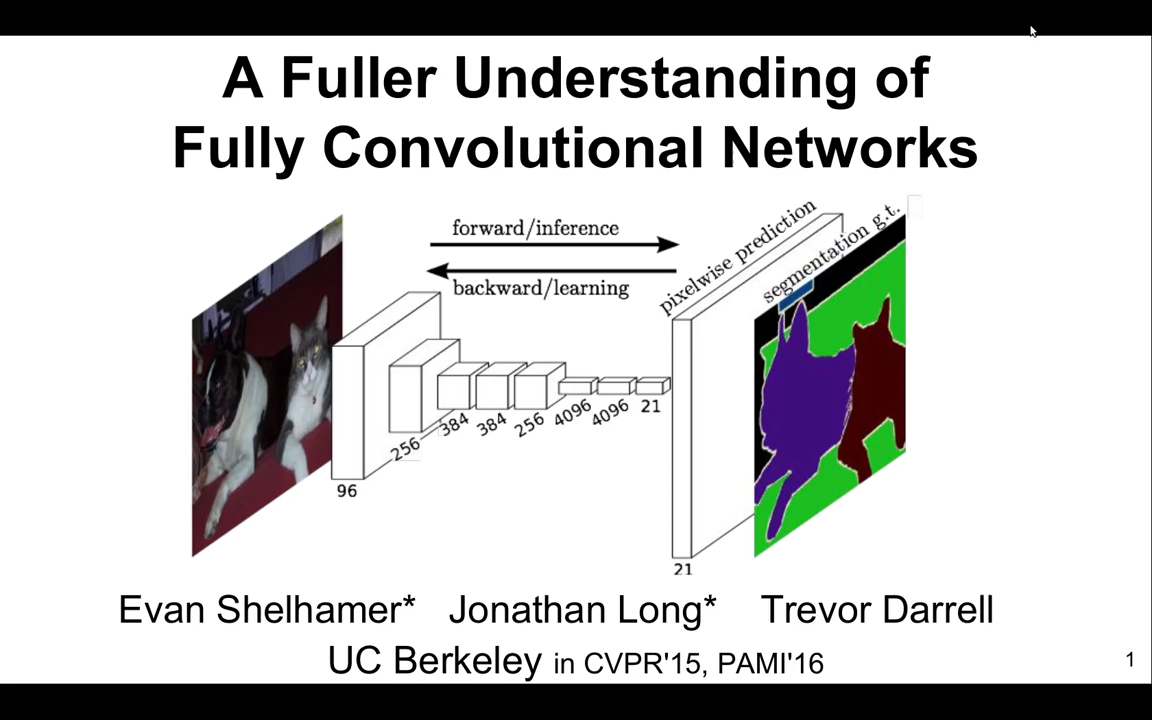 A Fuller Understanding of
Fully Convolutional Networks
forward/inference
backward/learning
pixelwise prediction
segmentation g.t.
96
256
384
384
256
4096
4096
21
21
Evan Shelhamer* Jonathan Long* Trevor Darrell
UC Berkeley in CVPR'15, PAMI'16
1